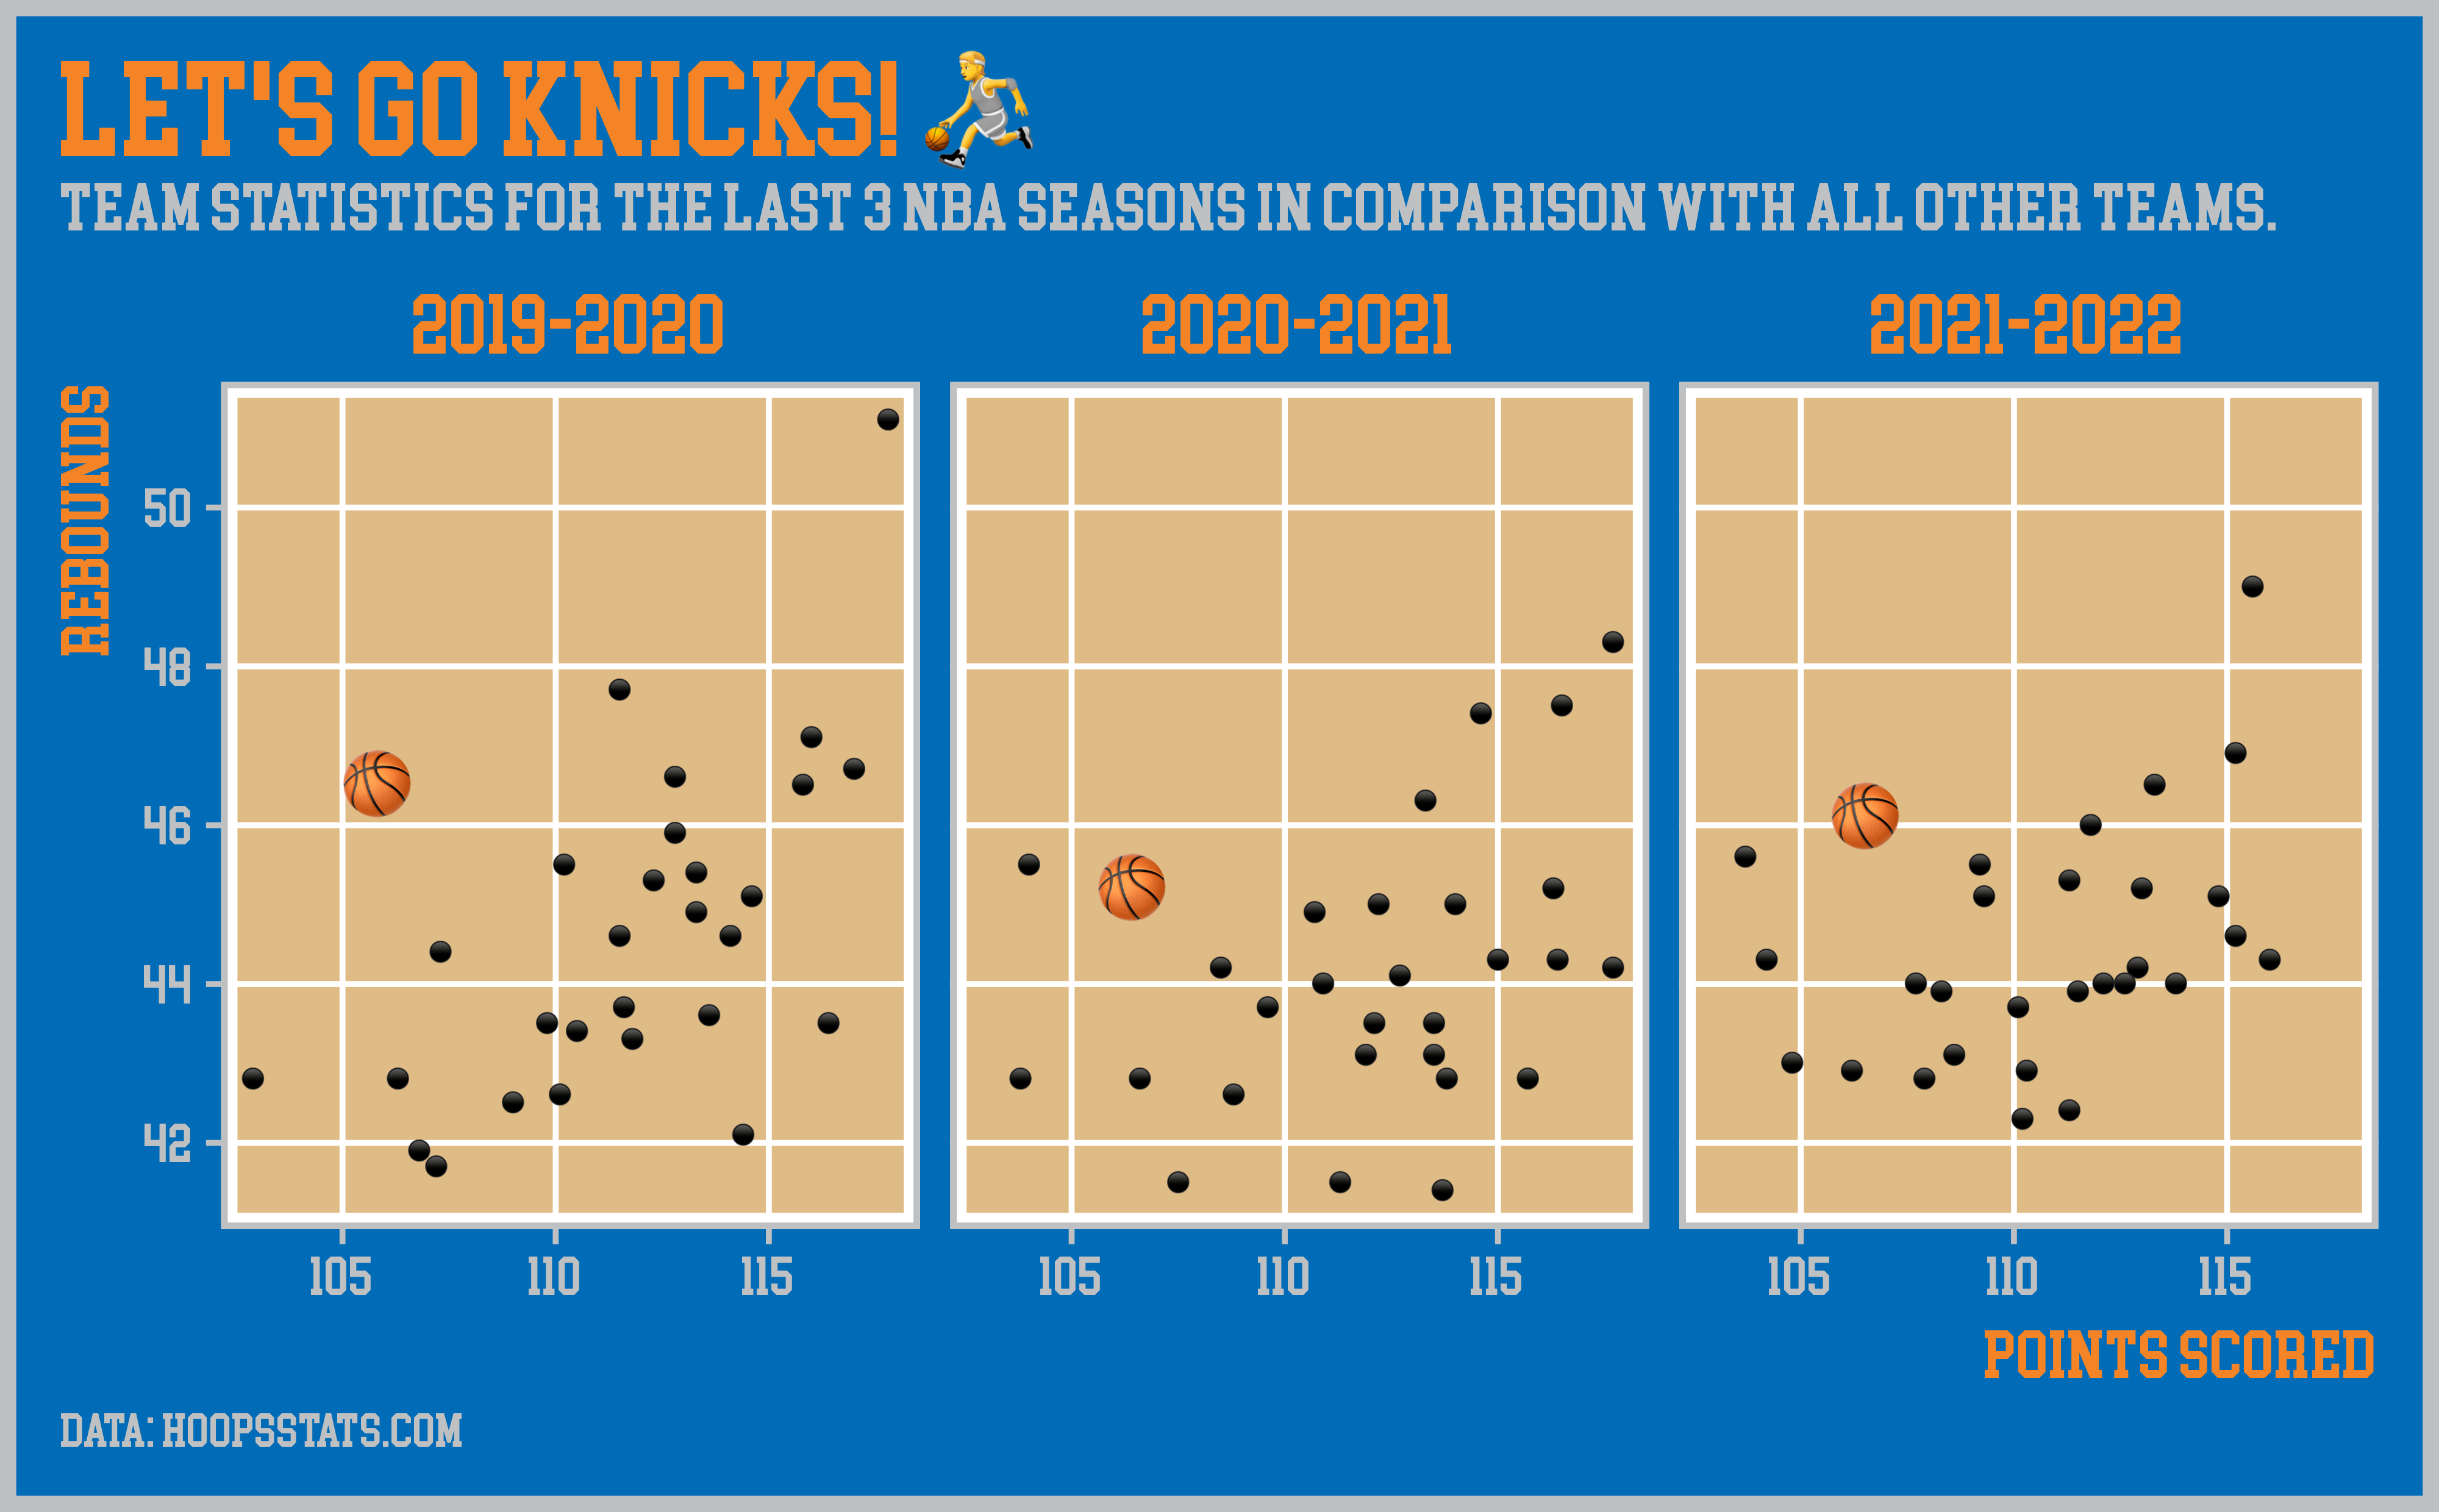 LET'S GO KNICKS!
TEAM STATISTICS FOR THE LAST 3 NBA SEASONS IN COMPARISON WITH ALL OTHER TEAMS.
2019-2020 2020-2021 2021-2022
REBOUNDS
50
48
46
44
42
105 110 115 105 110 115 105 110 115
POINTS SCORED
DATA: HOOPSSTATS.COM